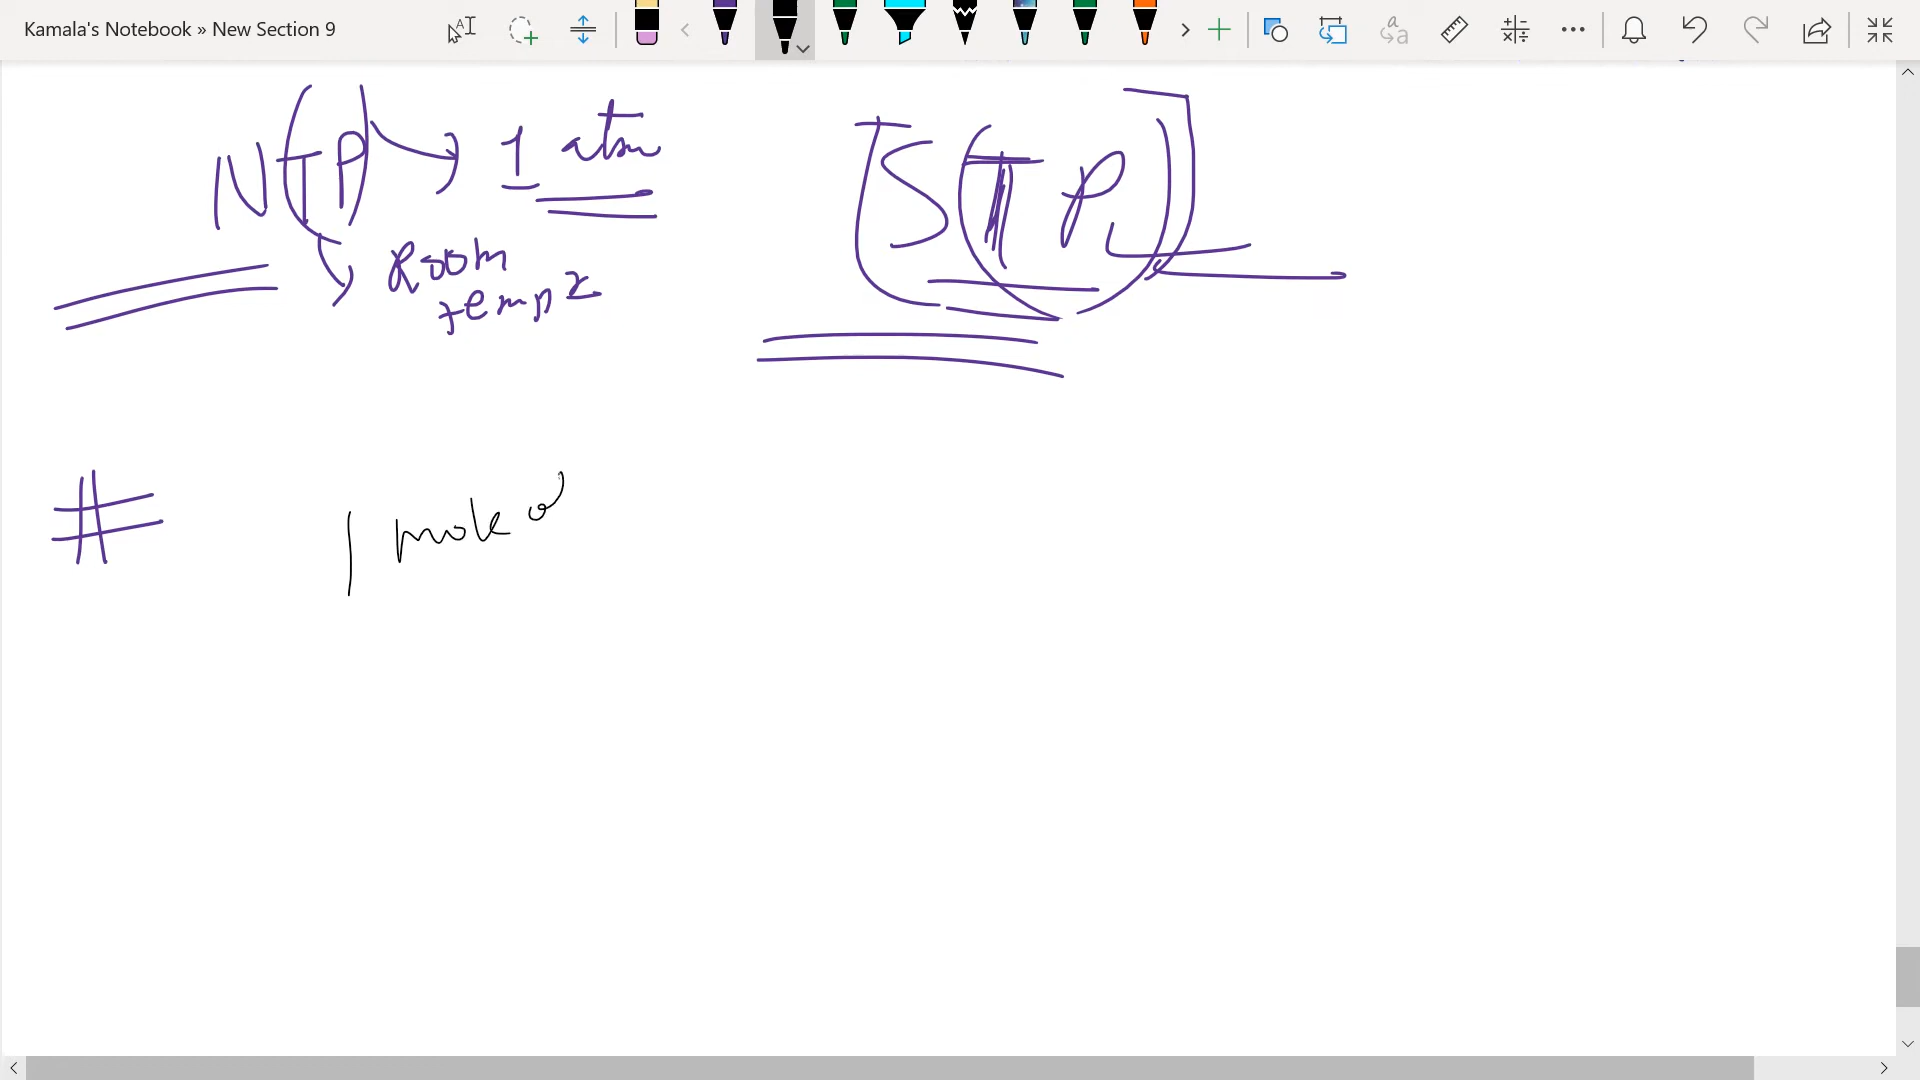 Kamala's Notebook » New Section 9
NTP → 1 atm
STP
Room
temp
#
1 mole o